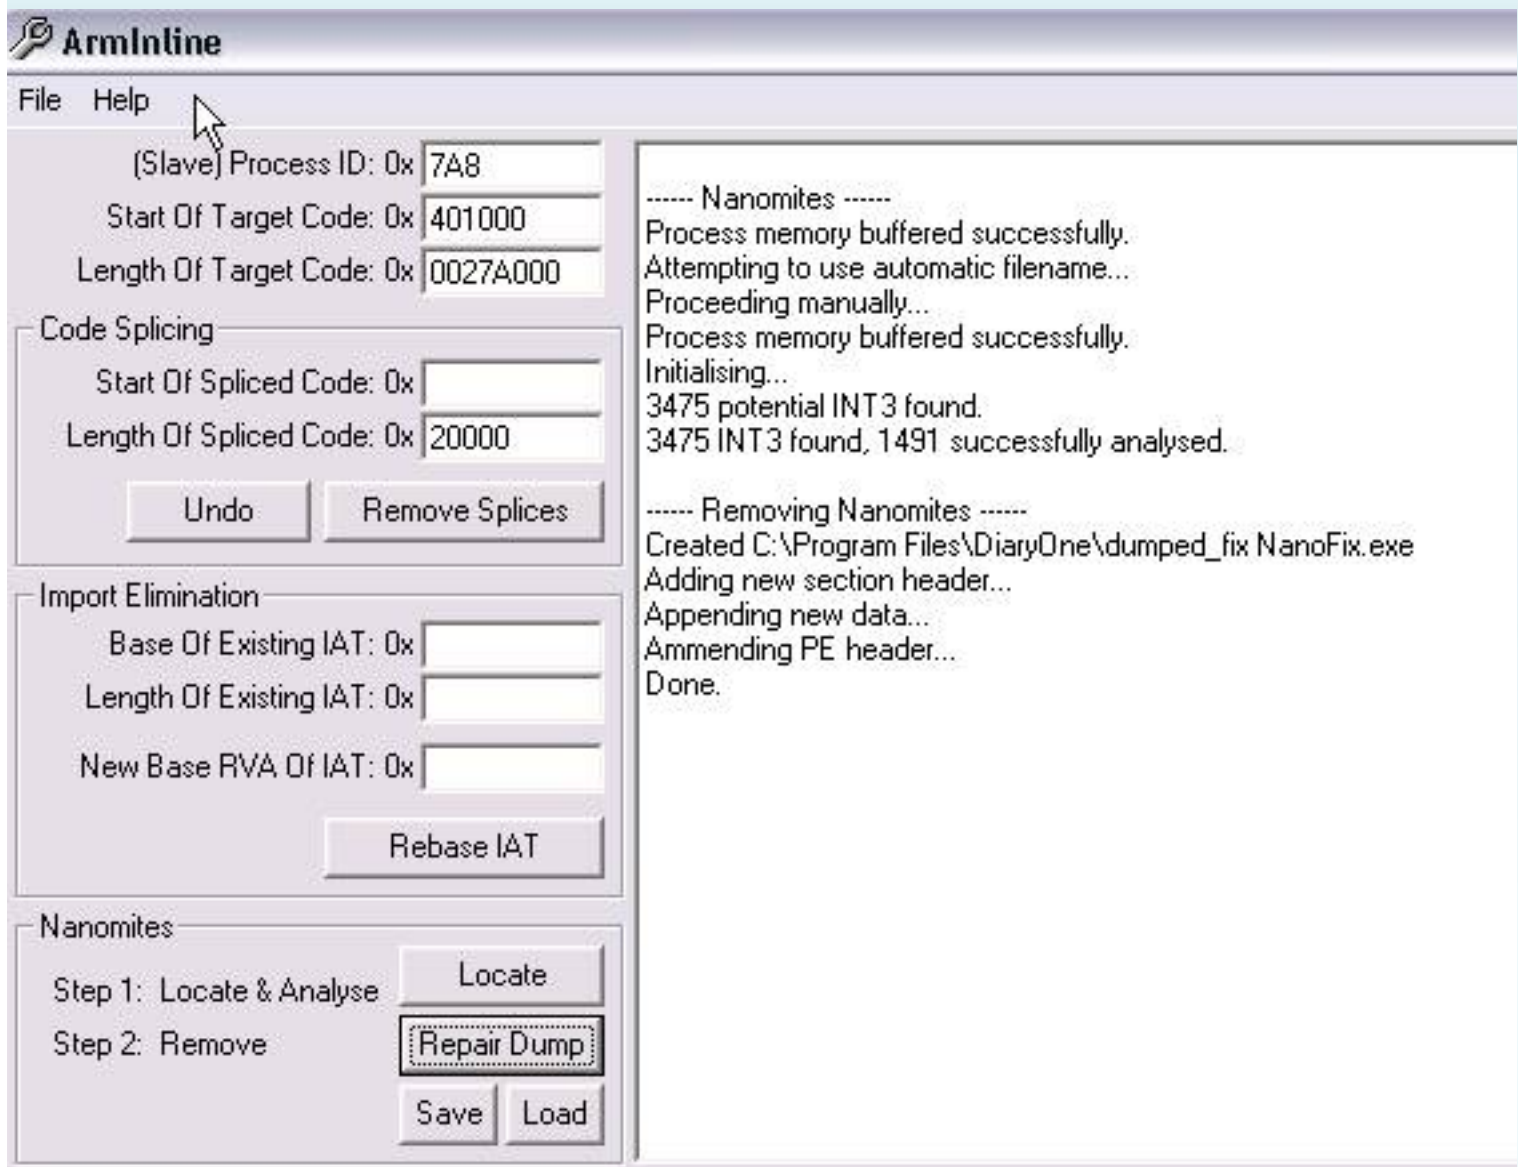 ArmInline
File Help
(Slave) Process ID: 0x 7A8
Start Of Target Code: 0x 401000
Length Of Target Code: 0x 0027A000
Code Splicing
Start Of Spliced Code: 0x
Length Of Spliced Code: 0x 20000
Undo Remove Splices
Import Elimination
Base Of Existing IAT: 0x
Length Of Existing IAT: 0x
New Base RVA Of IAT: 0x
Rebase IAT
Nanomites
Step 1: Locate & Analyse Locate
Step 2: Remove Repair Dump
Save Load
------ Nanomites ------
Process memory buffered successfully.
Attempting to use automatic filename...
Proceeding manually...
Process memory buffered successfully.
Initialising...
3475 potential INT3 found.
3475 INT3 found, 1491 successfully analysed.
------ Removing Nanomites ------
Created C:\Program Files\DiaryOne\dumped_fix NanoFix.exe
Adding new section header...
Appending new data...
Ammending PE header...
Done.